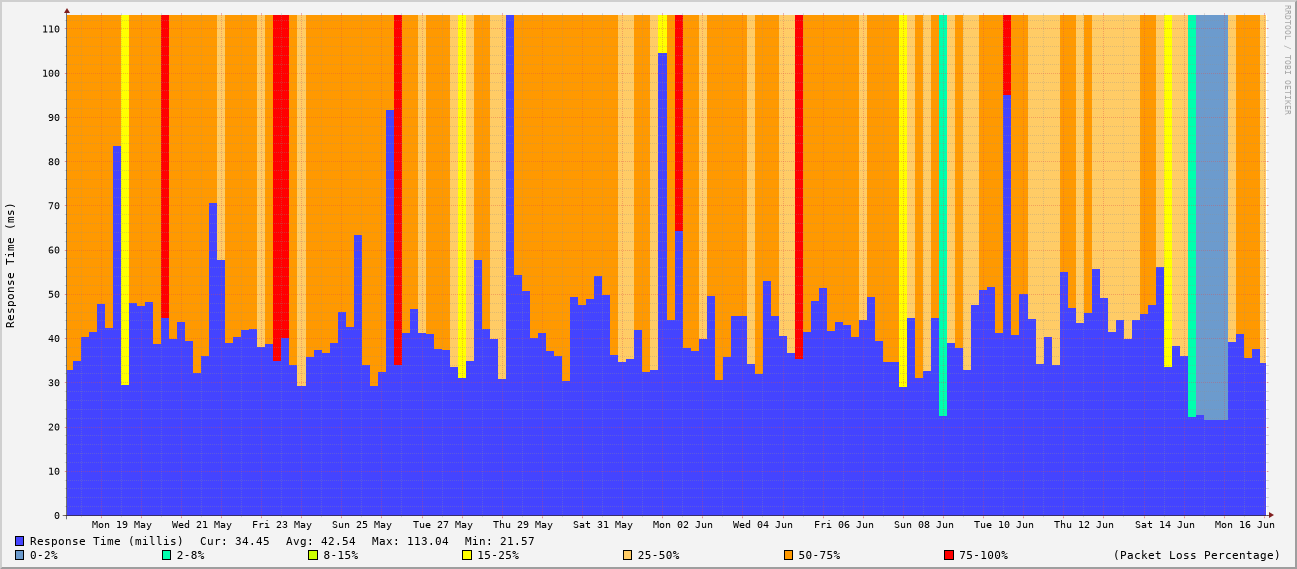 RRDTOOL / TOBI OETIKER
Response Time (ms)
110
100
90
80
70
60
50
40
30
20
10
0
Mon 19 May Wed 21 May Fri 23 May Sun 25 May Tue 27 May Thu 29 May Sat 31 May Mon 02 Jun Wed 04 Jun Fri 06 Jun Sun 08 Jun Tue 10 Jun Thu 12 Jun Sat 14 Jun Mon 16 Jun
Response Time (millis) Cur: 34.45 Avg: 42.54 Max: 113.04 Min: 21.57
0-2% 2-8% 8-15% 15-25% 25-50% 50-75% 75-100% (Packet Loss Percentage)